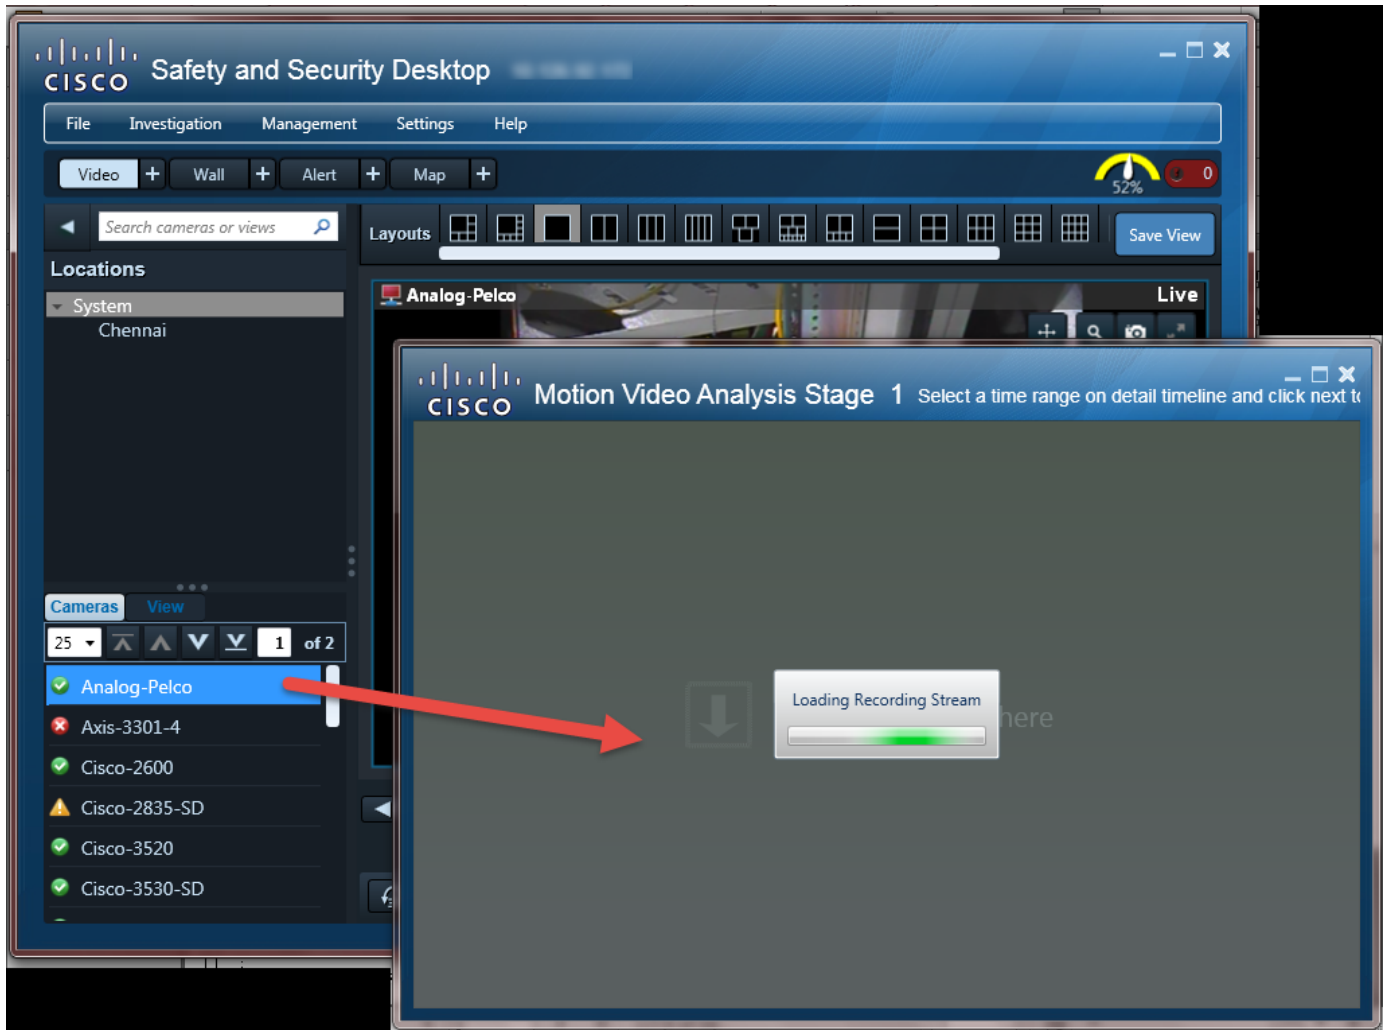 CISCO Safety and Security Desktop
File Investigation Management Settings Help
Video + Wall + Alert + Map +
52% 0
Search cameras or views
Layouts
Save View
Locations
System
Chennai
Analog-Pelco Live
CISCO Motion Video Analysis Stage 1 Select a time range on detail timeline and click next
Loading Recording Stream
here
Cameras View
25 1 of 2
Analog-Pelco
Axis-3301-4
Cisco-2600
Cisco-2835-SD
Cisco-3520
Cisco-3530-SD